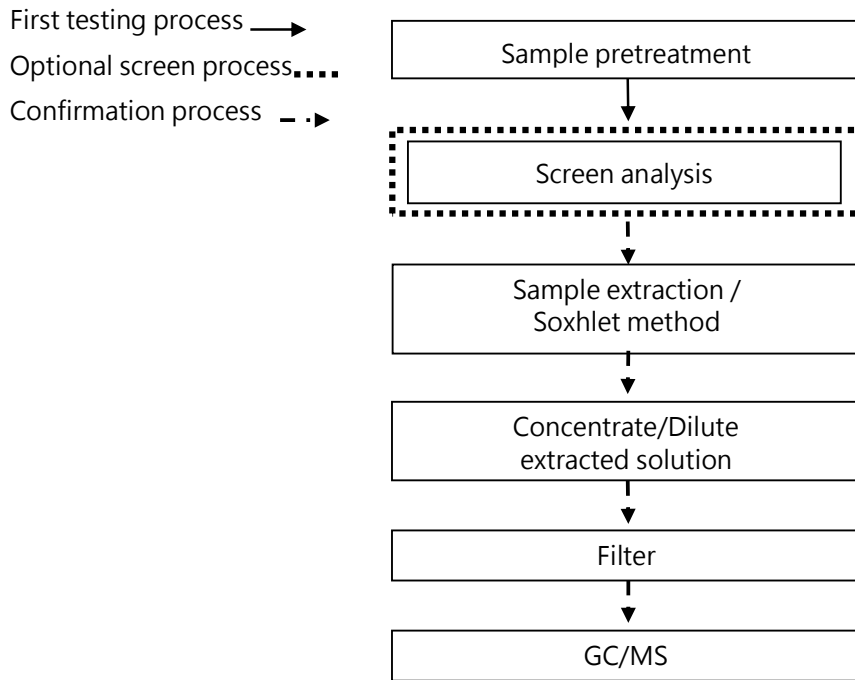 First testing process
Optional screen process
Confirmation process
Sample pretreatment
Screen analysis
Sample extraction /
Soxhlet method
Concentrate/Dilute
extracted solution
Filter
GC/MS